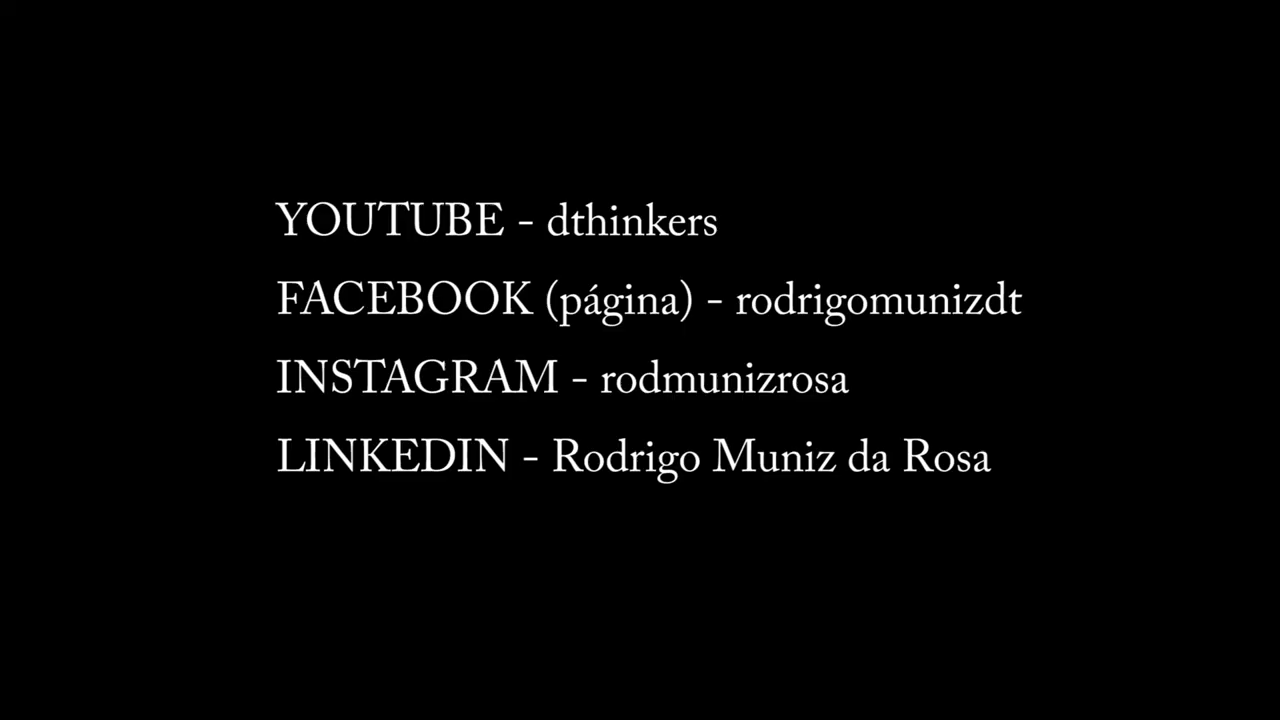 YOUTUBE - dthinkers
FACEBOOK (página) - rodrigomunizdt
INSTAGRAM - rodmunizrosa
LINKEDIN - Rodrigo Muniz da Rosa